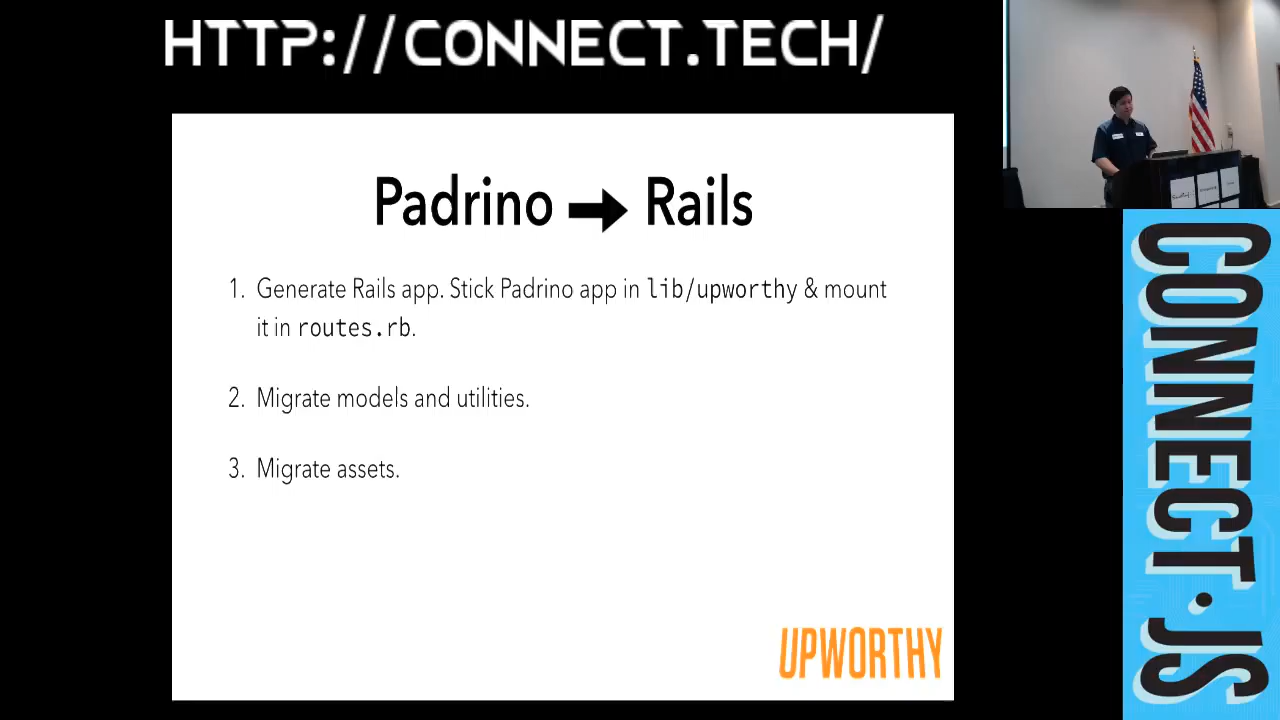 HTTP://CONNECT.TECH/
Padrino ➡ Rails
1. Generate Rails app. Stick Padrino app in lib/upworthy & mount
it in routes.rb.
2. Migrate models and utilities.
3. Migrate assets.
UPWORTHY
CONNECT.JS